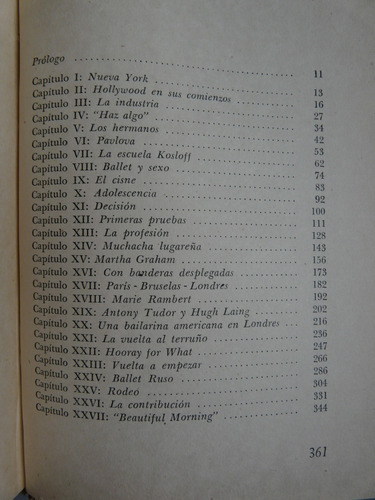 Prólogo 11
Capítulo I: Nueva York 13
Capítulo II: Hollywood en sus comienzos 16
Capítulo III: La industria 27
Capítulo IV: "Haz algo" 34
Capítulo V: Los hermanos 42
Capítulo VI: Pavlova 53
Capítulo VII: La escuela Kosloff 62
Capítulo VIII: Ballet y sexo 74
Capítulo IX: El cisne 83
Capítulo X: Adolescencia 92
Capítulo XI: Decisión 100
Capítulo XII: Primeras pruebas 111
Capítulo XIII: La profesión 128
Capítulo XIV: Muchacha lugareña 143
Capítulo XV: Martha Graham 156
Capítulo XVI: Con banderas desplegadas 173
Capítulo XVII: París-Bruselas-Londres 182
Capítulo XVIII: Marie Rambert 192
Capítulo XIX: Antony Tudor y Hugh Laing 202
Capítulo XX: Una bailarina americana en Londres 216
Capítulo XXI: La vuelta al terruño 236
Capítulo XXII: Hooray for What 247
Capítulo XXIII: Vuelta a empezar 266
Capítulo XXIV: Ballet Ruso 286
Capítulo XXV: Rodeo 304
Capítulo XXVI: La contribución 331
Capítulo XXVII: "Beautiful Morning" 344
361